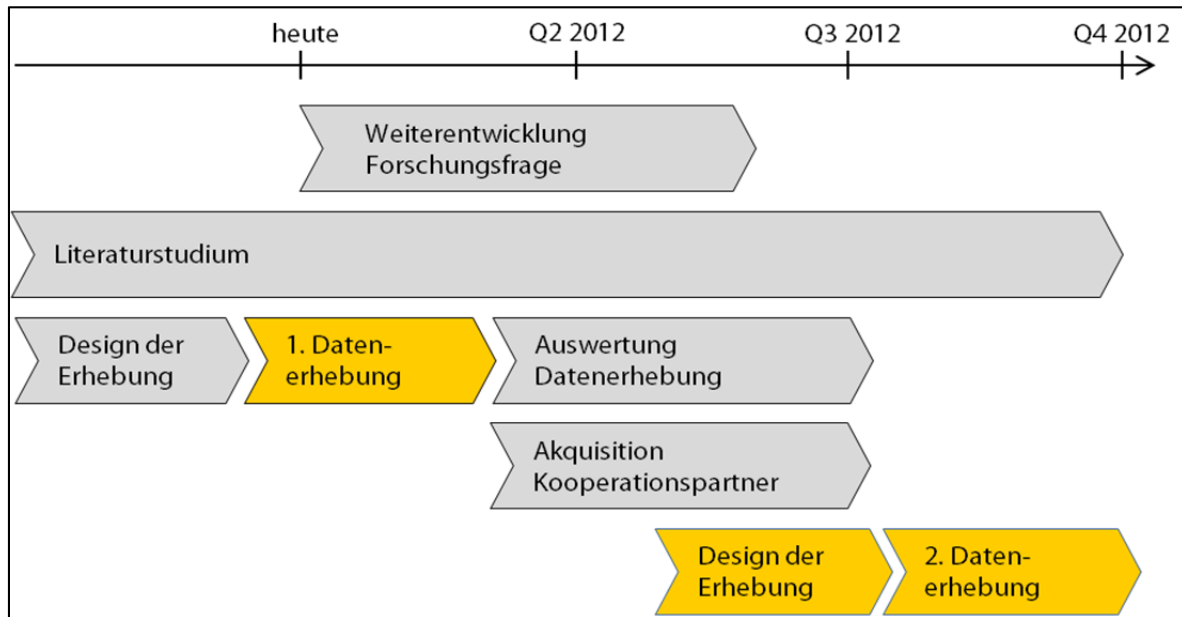 heute Q2 2012 Q3 2012 Q4 2012
Weiterentwicklung
Forschungsfrage
Literaturstudium
Design der
Erhebung
1. Daten-
erhebung
Auswertung
Datenerhebung
Akquisition
Kooperationspartner
Design der
Erhebung
2. Daten-
erhebung